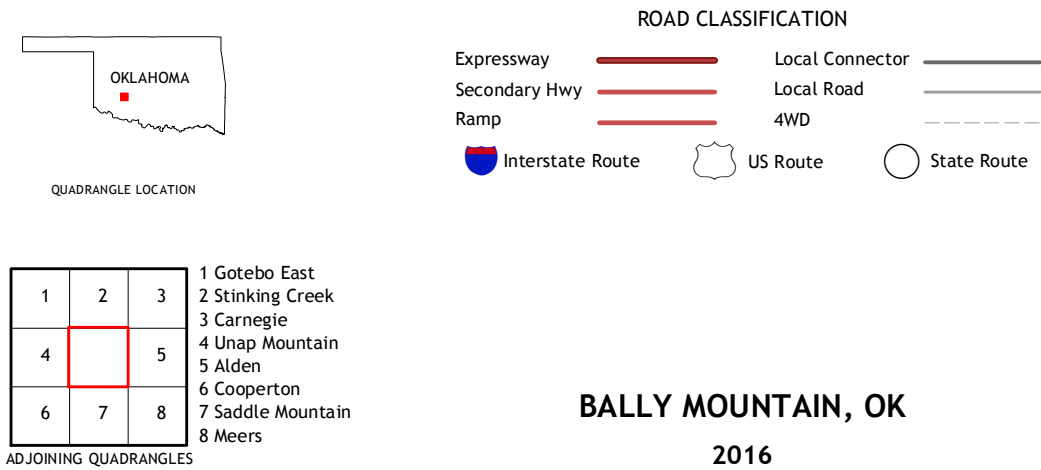 OKLAHOMA
QUADRANGLE LOCATION
ROAD CLASSIFICATION
Expressway
Secondary Hwy
Ramp
Local Connector
Local Road
4WD
Interstate Route
US Route
State Route
1 2 3
4 5
6 7 8
ADJOINING QUADRANGLES
1 Gotebo East
2 Stinking Creek
3 Carnegie
4 Unap Mountain
5 Alden
6 Cooperton
7 Saddle Mountain
8 Meers
BALLY MOUNTAIN, OK
2016